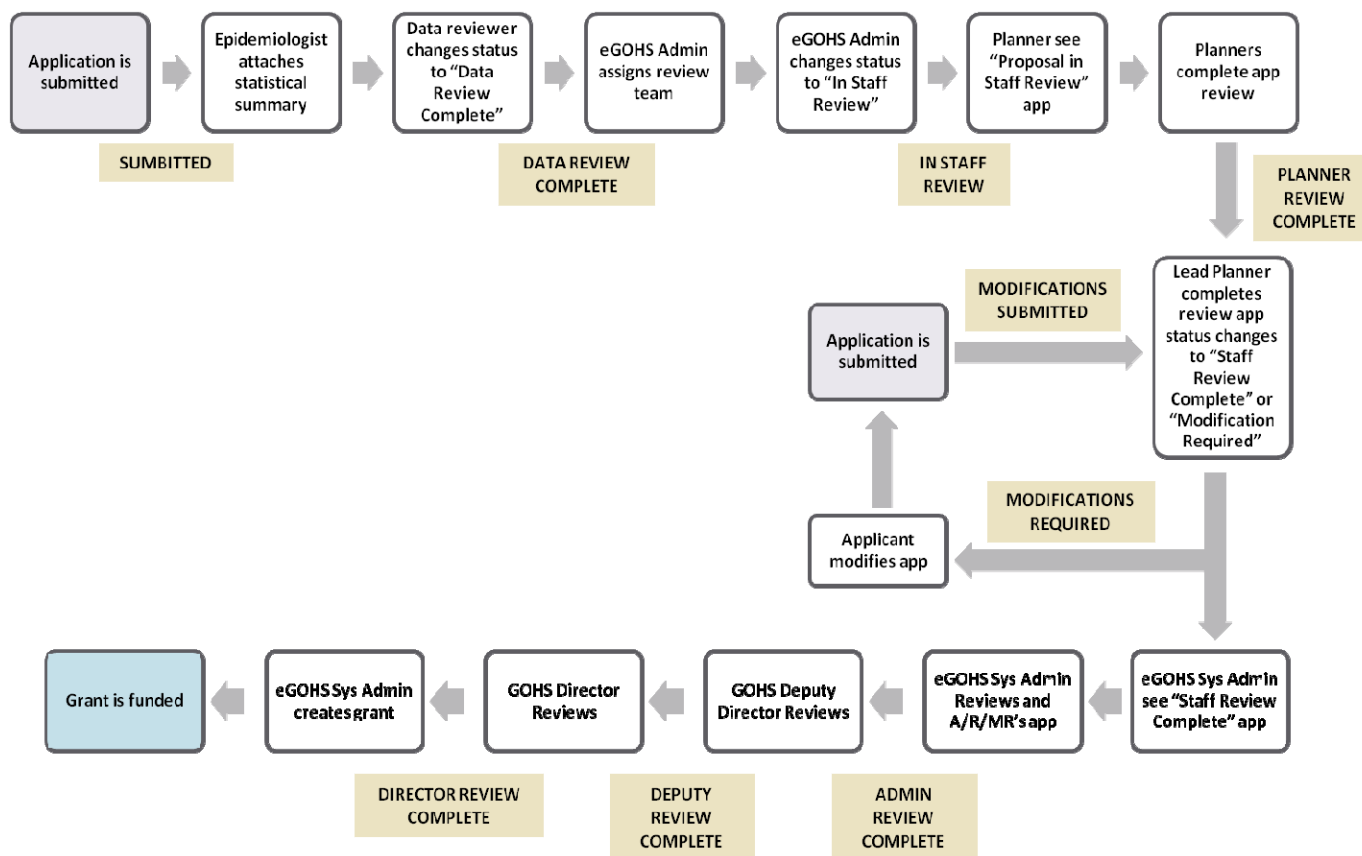 Application is
submitted
Epidemiologist
attaches
statistical
summary
Data reviewer
changes status
to “Data
Review
Complete”
eGOHS Admin
assigns review
team
eGOHS Admin
changes status
to “In Staff
Review”
Planner see
“Proposal in
Staff Review”
app
Planners
complete app
review
SUMBITTED
DATA REVIEW
COMPLETE
IN STAFF
REVIEW
PLANNER
REVIEW
COMPLETE
Lead Planner
completes
review app
status changes
to “Staff
Review
Complete” or
“Modification
Required”
MODIFICATIONS
SUBMITTED
Application is
submitted
MODIFICATIONS
REQUIRED
Applicant
modifies app
Grant is funded
eGOHS Sys Admin
creates grant
GOHS Director
Reviews
GOHS Deputy
Director Reviews
eGOHS Sys Admin
Reviews and
A/R/MR’s app
eGOHS Sys Admin
see “Staff Review
Complete” app
DIRECTOR REVIEW
COMPLETE
DEPUTY
REVIEW
COMPLETE
ADMIN
REVIEW
COMPLETE